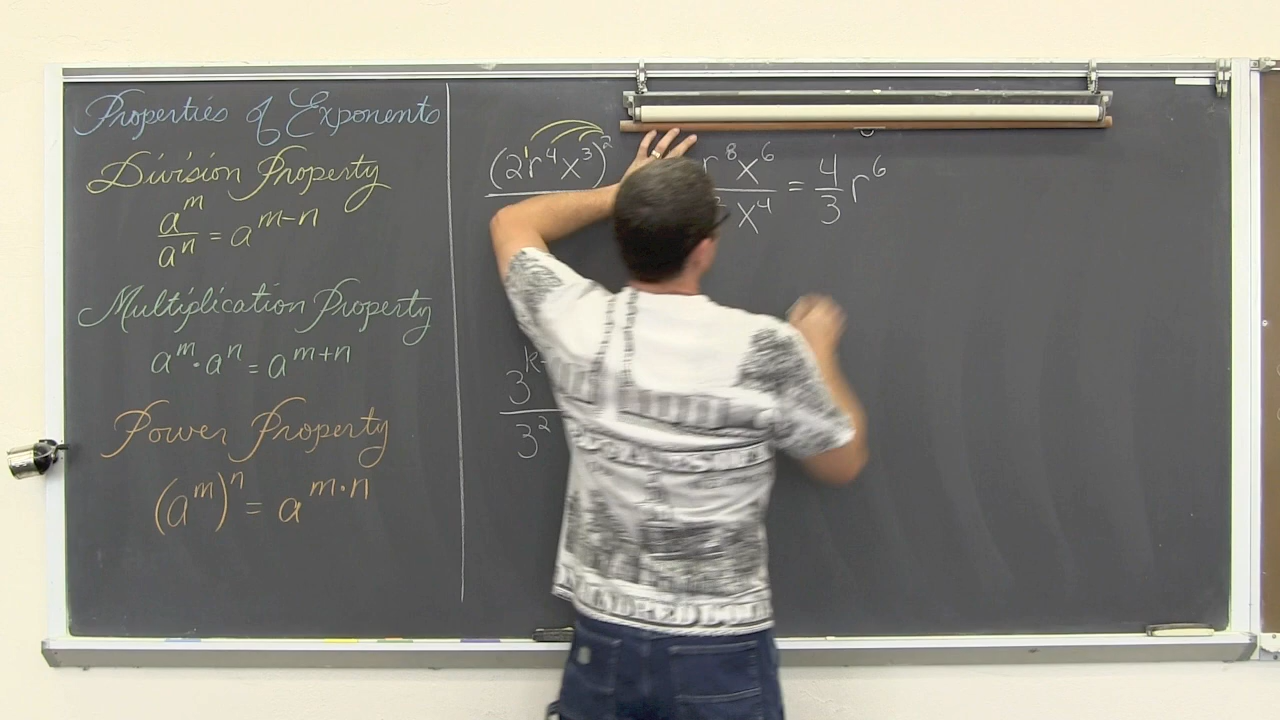 Properties of Exponents
Division Property
a^m / a^n = a^(m-n)
Multiplication Property
a^m · a^n = a^(m+n)
Power Property
(a^m)^n = a^(m·n)
(2^1 r^4 x^3)^2
r^8 x^6 / x^4 = 4/3 r^6
3^k- / 3^2